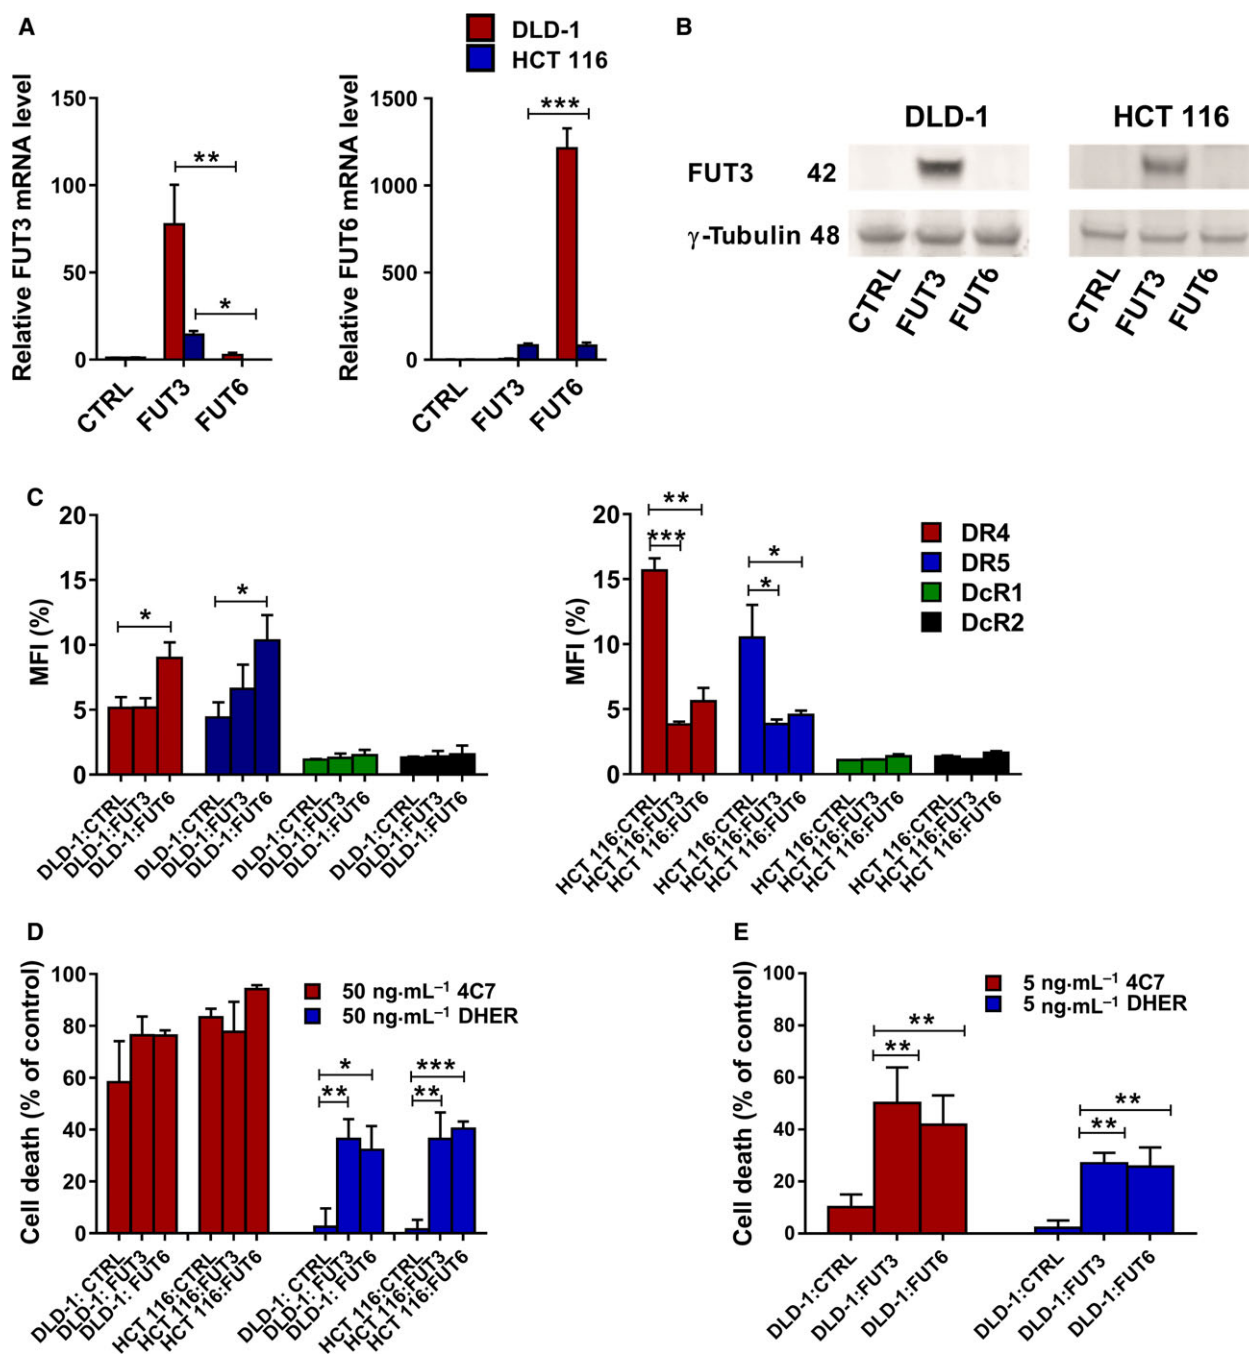 A
DLD-1
HCT 116
Relative FUT3 mRNA level
150
100
50
0
**
*
CTRL
FUT3
FUT6
Relative FUT6 mRNA level
1500
1000
500
0
***
CTRL
FUT3
FUT6
B
DLD-1
HCT 116
FUT3 42
γ-Tubulin 48
CTRL
FUT3
FUT6
CTRL
FUT3
FUT6
C
MFI (%)
20
15
10
5
0
*
*
DLD-1:CTRL
DLD-1:FUT3
DLD-1:FUT6
DLD-1:CTRL
DLD-1:FUT3
DLD-1:FUT6
DLD-1:CTRL
DLD-1:FUT3
DLD-1:FUT6
DLD-1:CTRL
DLD-1:FUT3
DLD-1:FUT6
MFI (%)
20
15
10
5
0
**
***
*
*
HCT 116:CTRL
HCT 116:FUT3
HCT 116:FUT6
HCT 116:CTRL
HCT 116:FUT3
HCT 116:FUT6
HCT 116:CTRL
HCT 116:FUT3
HCT 116:FUT6
HCT 116:CTRL
HCT 116:FUT3
HCT 116:FUT6
DR4
DR5
DcR1
DcR2
D
Cell death (% of control)
100
80
60
40
20
0
50 ng·mL⁻¹ 4C7
50 ng·mL⁻¹ DHER
*
**
***
**
DLD-1: CTRL
DLD-1: FUT3
DLD-1: FUT6
HCT 116:CTRL
HCT 116:FUT3
HCT 116:FUT6
DLD-1: CTRL
DLD-1: FUT3
DLD-1: FUT6
HCT 116:CTRL
HCT 116:FUT3
HCT 116:FUT6
E
Cell death (% of control)
100
80
60
40
20
0
5 ng·mL⁻¹ 4C7
5 ng·mL⁻¹ DHER
**
**
**
**
DLD-1:CTRL
DLD-1:FUT3
DLD-1:FUT6
DLD-1:CTRL
DLD-1:FUT3
DLD-1:FUT6